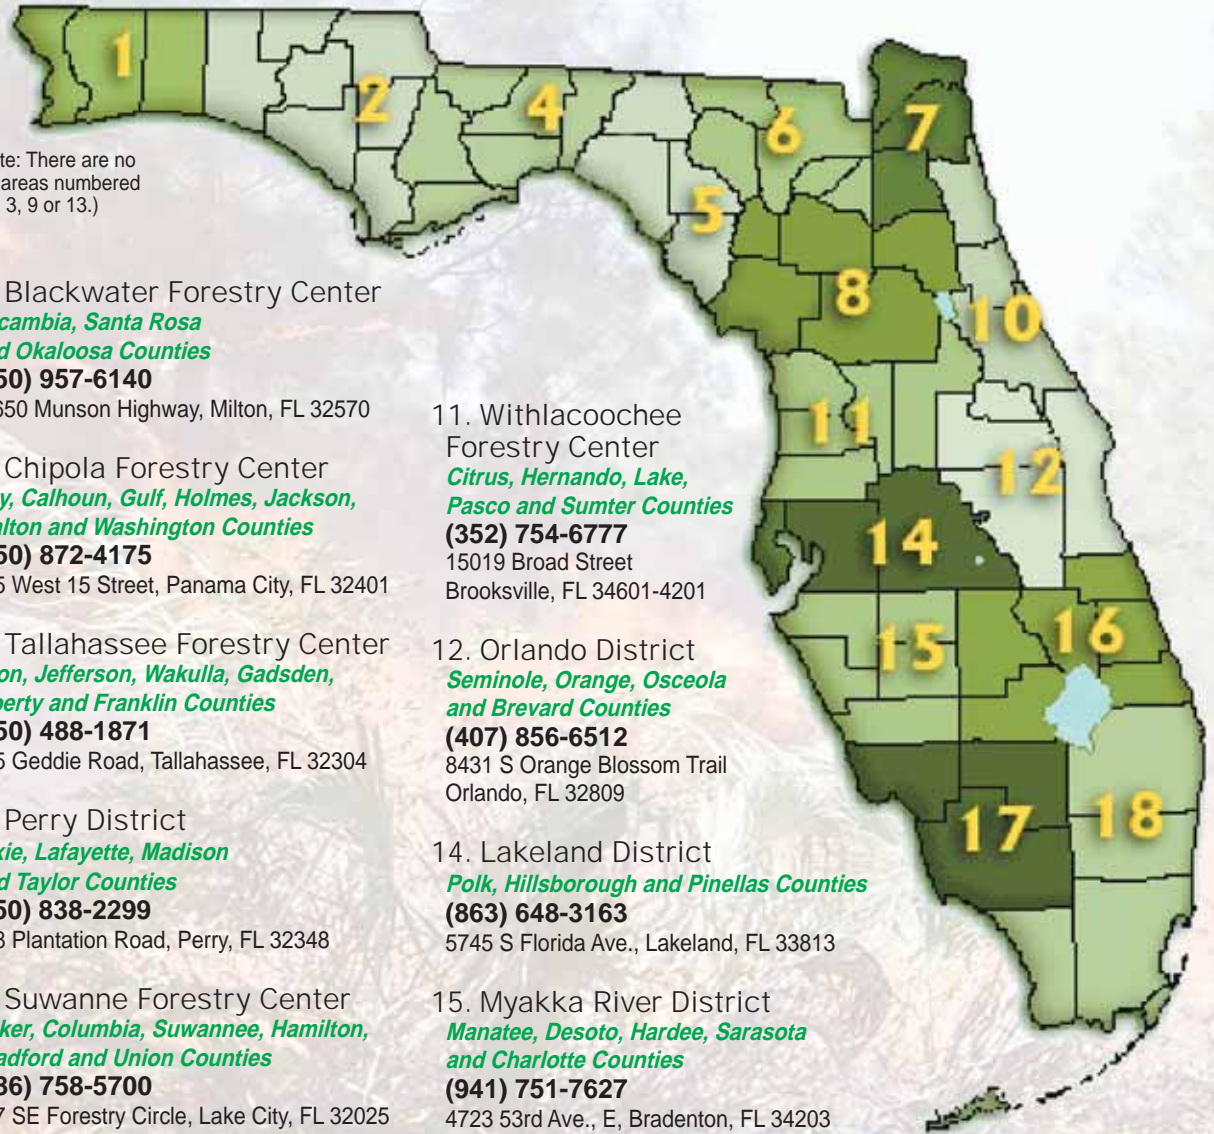 1
2
4
5
6
7
8
10
11
12
14
15
16
17
18
te: There are no
areas numbered
3, 9 or 13.)
Blackwater Forestry Center
cambia, Santa Rosa
d Okaloosa Counties
50) 957-6140
650 Munson Highway, Milton, FL 32570
Chipola Forestry Center
y, Calhoun, Gulf, Holmes, Jackson,
lton and Washington Counties
50) 872-4175
5 West 15 Street, Panama City, FL 32401
Tallahassee Forestry Center
on, Jefferson, Wakulla, Gadsden,
erty and Franklin Counties
50) 488-1871
5 Geddie Road, Tallahassee, FL 32304
Perry District
xie, Lafayette, Madison
d Taylor Counties
50) 838-2299
3 Plantation Road, Perry, FL 32348
Suwanne Forestry Center
ker, Columbia, Suwannee, Hamilton,
adford and Union Counties
86) 758-5700
7 SE Forestry Circle, Lake City, FL 32025
11. Withlacoochee
Forestry Center
Citrus, Hernando, Lake,
Pasco and Sumter Counties
(352) 754-6777
15019 Broad Street
Brooksville, FL 34601-4201
12. Orlando District
Seminole, Orange, Osceola
and Brevard Counties
(407) 856-6512
8431 S Orange Blossom Trail
Orlando, FL 32809
14. Lakeland District
Polk, Hillsborough and Pinellas Counties
(863) 648-3163
5745 S Florida Ave., Lakeland, FL 33813
15. Myakka River District
Manatee, Desoto, Hardee, Sarasota
and Charlotte Counties
(941) 751-7627
4723 53rd Ave., E, Bradenton, FL 34203